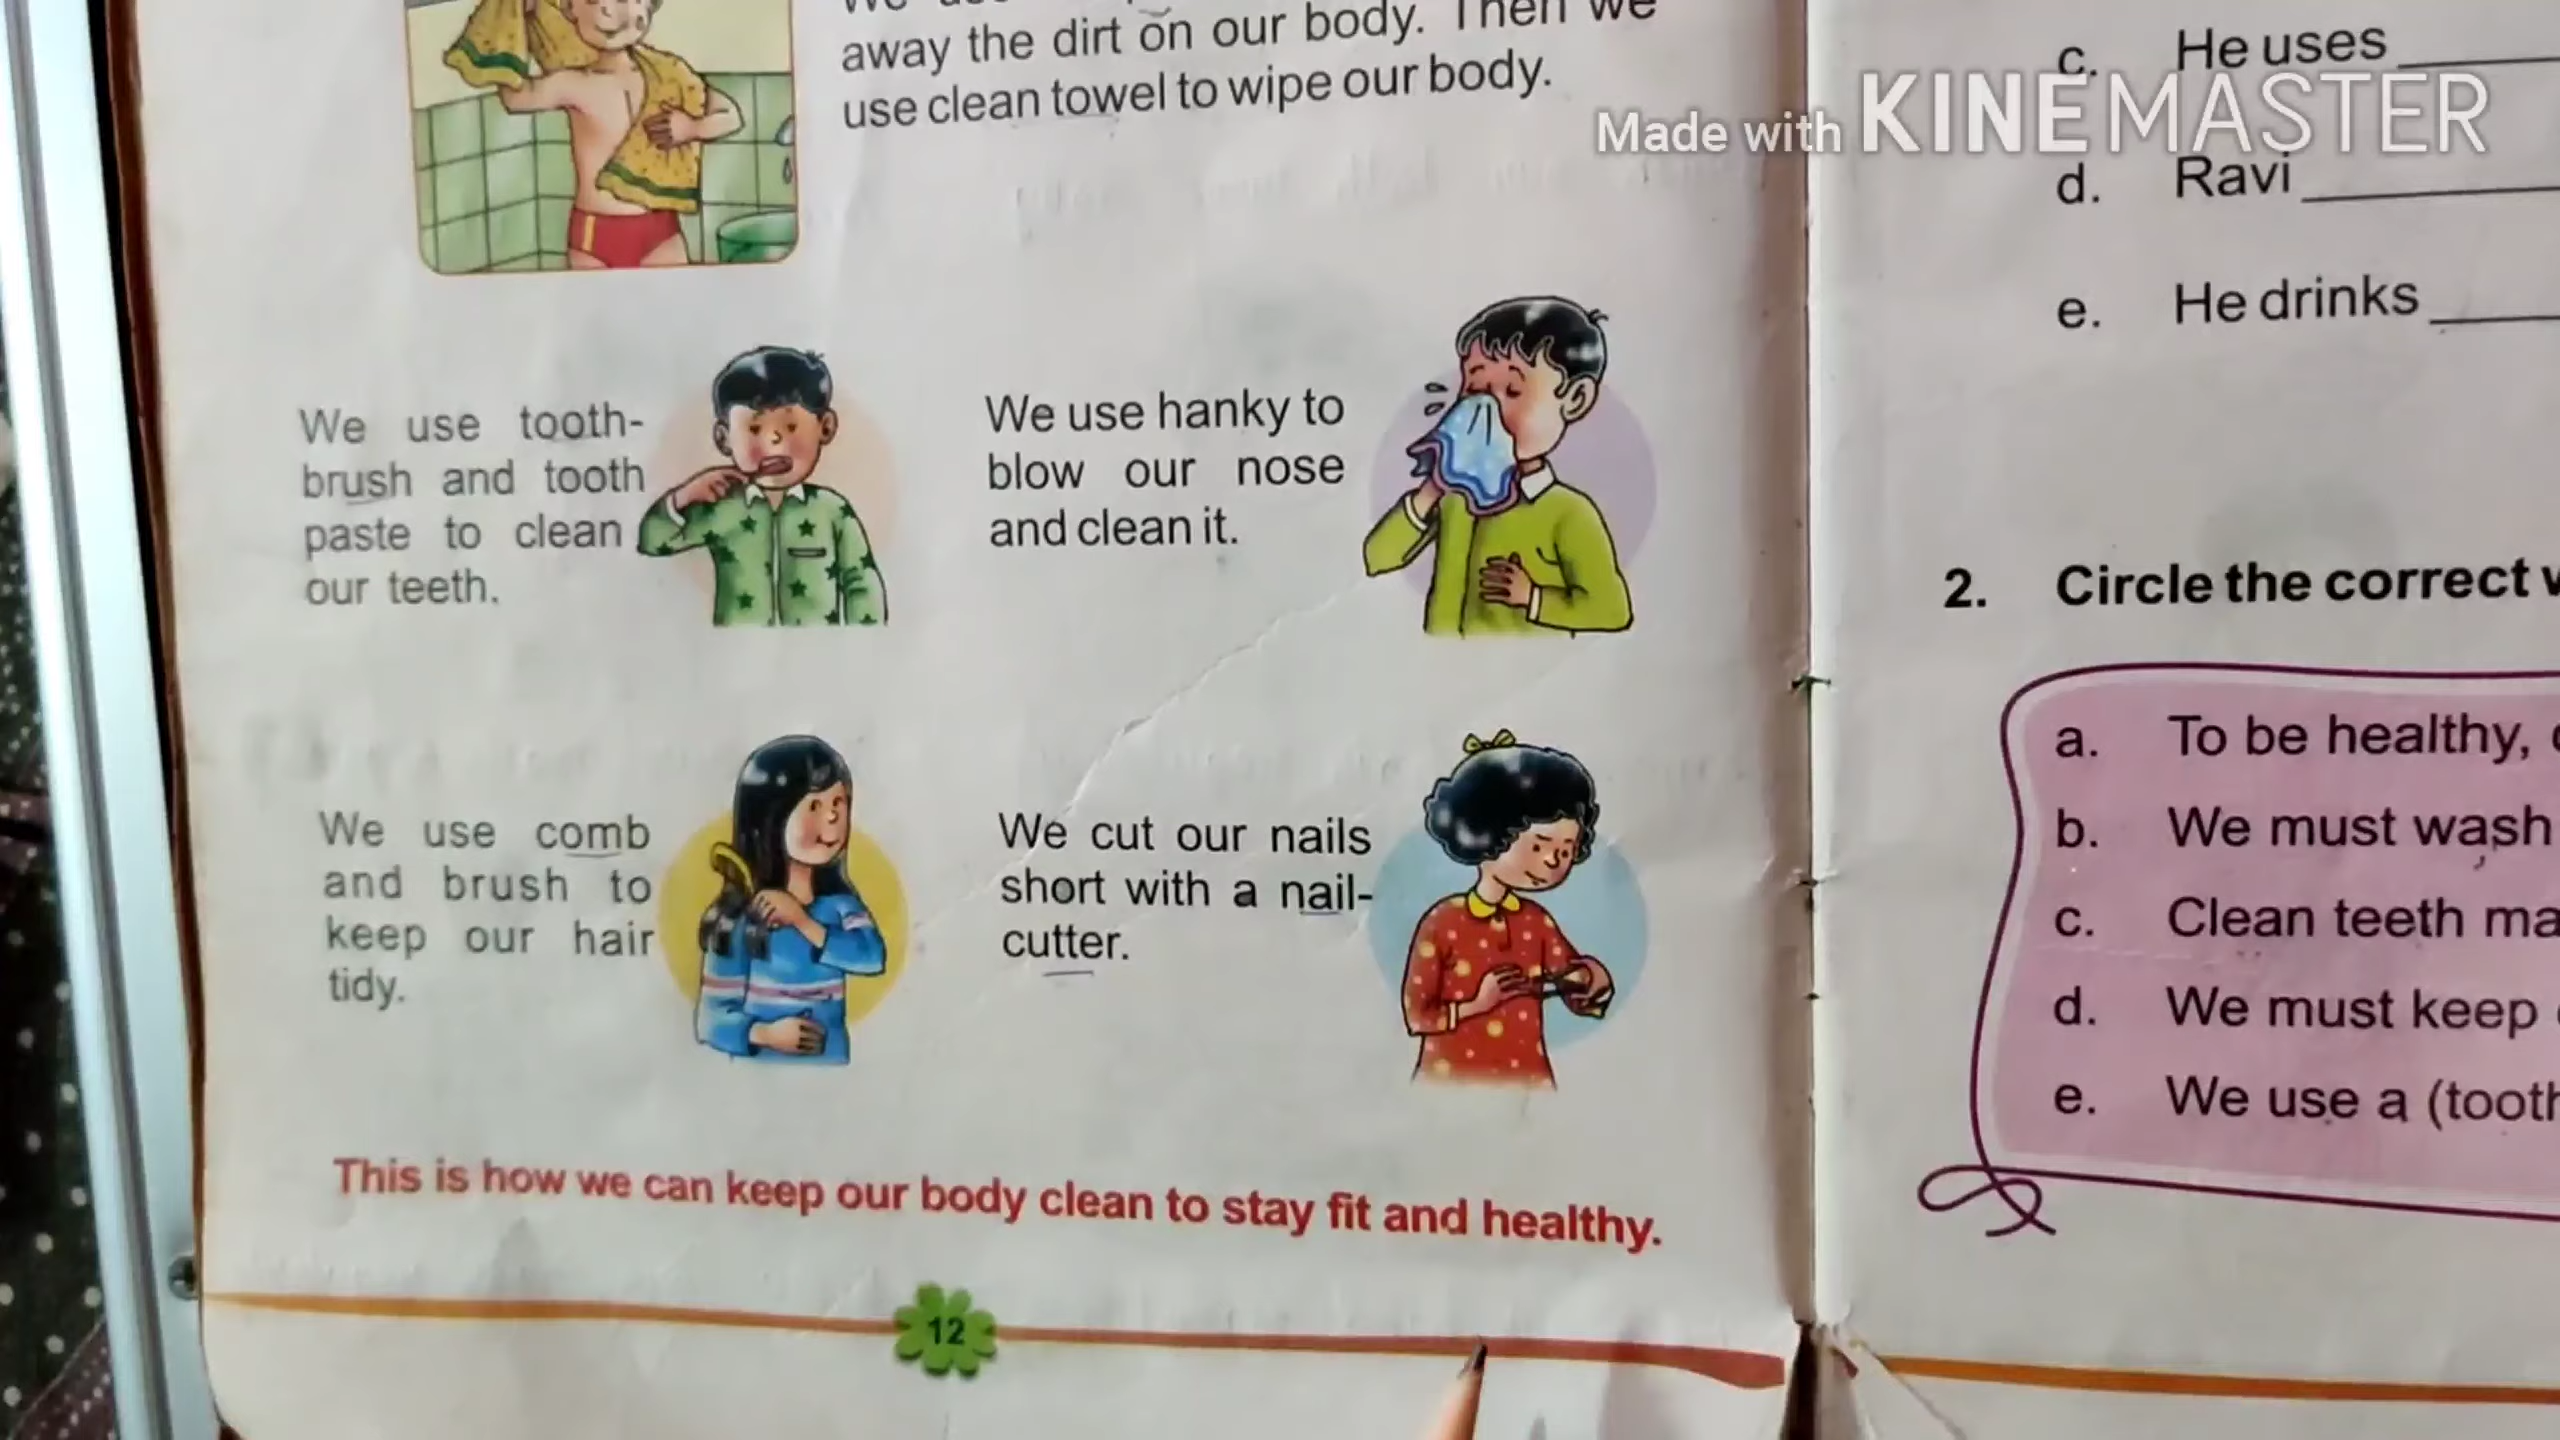 away the dirt on our body. Then we
use clean towel to wipe our body.
We use tooth-
brush and tooth
paste to clean
our teeth.
We use hanky to
blow our nose
and clean it.
We use comb
and brush to
keep our hair
tidy.
We cut our nails
short with a nail-
cutter.
This is how we can keep our body clean to stay fit and healthy.
12
c. He uses
Made with KINEMASTER
d. Ravi
e. He drinks
2. Circle the correct
a. To be healthy,
b. We must wash
c. Clean teeth
d. We must keep
e. We use a